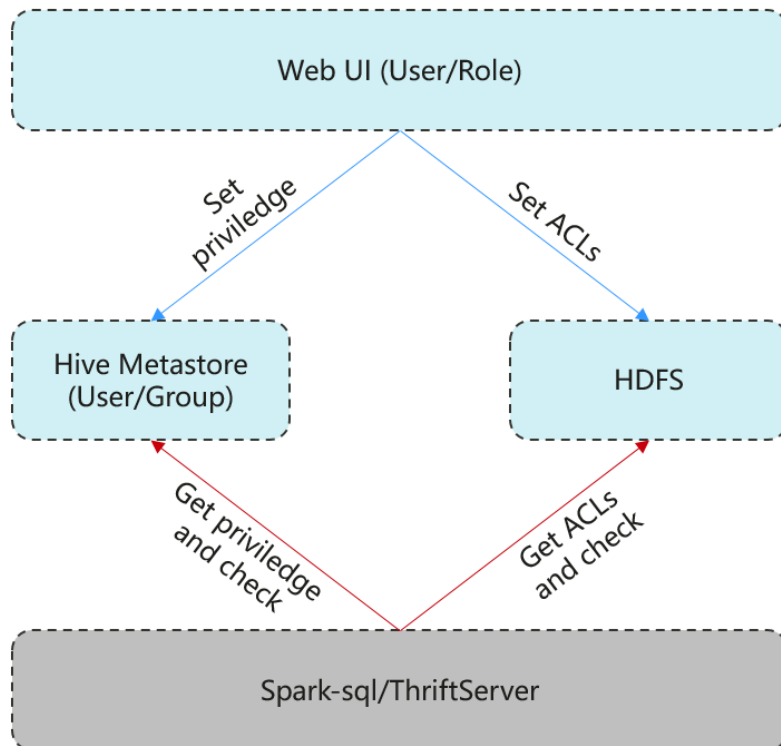 Web UI (User/Role)
Set
priviledge
Set ACLs
Hive Metastore
(User/Group)
HDFS
Get priviledge
and check
Get ACLs
and check
Spark-sql/ThriftServer